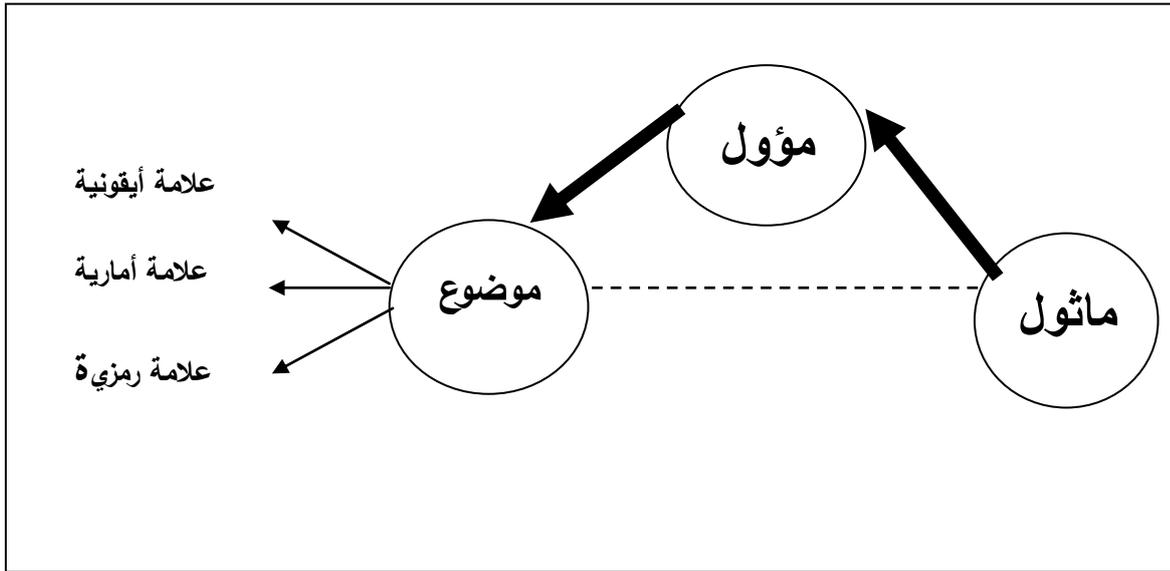 مؤول
ماثول
موضوع
علامة أيقونية
علامة أمارية
علامة رمزية